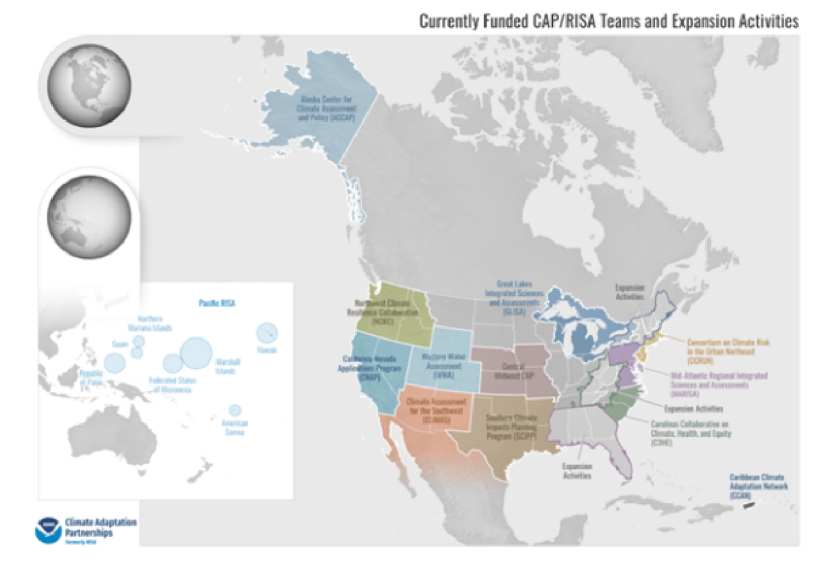 Currently Funded CAP/RISA Teams and Expansion Activities
Alaska Center for
Climate Assessment
and Policy (ACCAP)
Pacific RISA
Northern
Mariana Islands
Guam
Republic
of Palau
Federated States
of Micronesia
Marshall
Islands
Hawaii
American
Samoa
Northwest Climate
Resilience Collaborative
(NCRC)
California-Nevada
Applications Program
(CNAP)
Western Water
Assessment
(WWA)
Climate Assessment
for the Southwest
(CLIMAS)
Central
Midwest CAP
Southern Climate
Impacts Planning
Program (SCIPP)
Great Lakes
Integrated Sciences
and Assessments
(GLISA)
Expansion
Activities
Consortium on Climate Risk
in the Urban Northeast
(CCRUN)
Mid-Atlantic Regional Integrated
Sciences and Assessments
(MARISA)
Expansion Activities
Carolinas Collaborative on
Climate, Health, and Equity
(C3HE)
Expansion
Activities
Caribbean Climate
Adaptation Network
(CCAN)
NOAA
Climate Adaptation
Partnerships
Formerly RISA